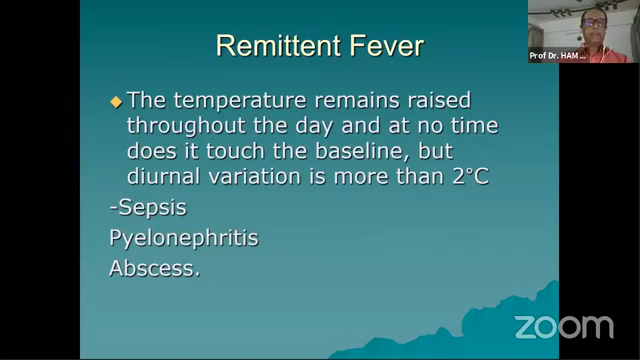 Remittent Fever
The temperature remains raised
throughout the day and at no time
does it touch the baseline, but
diurnal variation is more than 2°C
-Sepsis
Pyelonephritis
Abscess.
Prof Dr. HAM ...
zoom